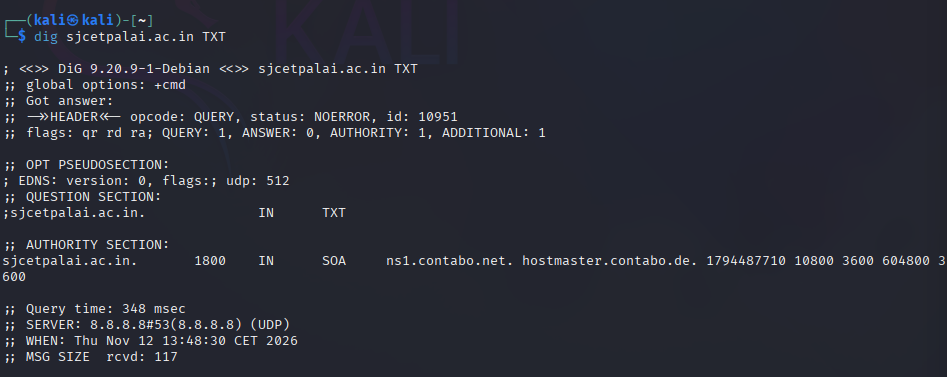 ┌──(kali㉿kali)-[~]
└─$ dig sjcetpalai.ac.in TXT
; <<>> DiG 9.20.9-1-Debian <<>> sjcetpalai.ac.in TXT
;; global options: +cmd
;; Got answer:
;; ->>HEADER<<- opcode: QUERY, status: NOERROR, id: 10951
;; flags: qr rd ra; QUERY: 1, ANSWER: 0, AUTHORITY: 1, ADDITIONAL: 1
;; OPT PSEUDOSECTION:
; EDNS: version: 0, flags:; udp: 512
;; QUESTION SECTION:
;sjcetpalai.ac.in. IN TXT
;; AUTHORITY SECTION:
sjcetpalai.ac.in. 1800 IN SOA ns1.contabo.net. hostmaster.contabo.de. 1794487710 10800 3600 604800 3
600
;; Query time: 348 msec
;; SERVER: 8.8.8.8#53(8.8.8.8) (UDP)
;; WHEN: Thu Nov 12 13:48:30 CET 2026
;; MSG SIZE rcvd: 117
KALI